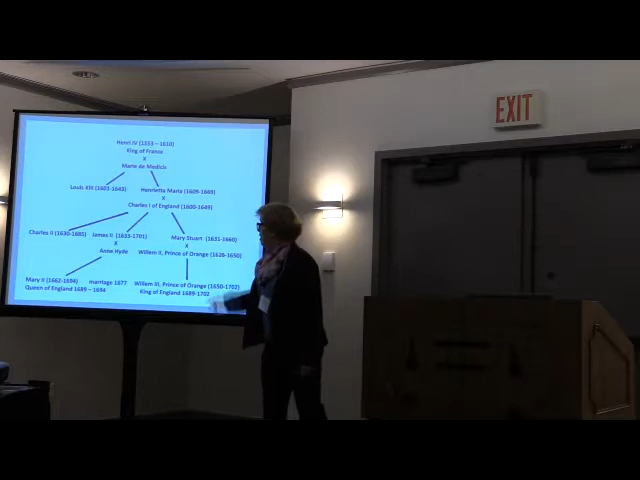 EXIT
Henri IV (1553 – 1610)
King of France
X
Marie de Medicis
Louis XIII (1601-1643) Henrietta Maria (1609-1669)
X
Charles I of England (1600-1649)
Charles II (1630-1685) James II (1633-1701) Mary Stuart (1631-1660)
X X
Anne Hyde Willem II, Prince of Orange (1626-1650)
Mary II (1662-1694) marriage 1677 Willem III, Prince of Orange (1650-1702)
Queen of England 1689 – 1694 King of England 1689-1702